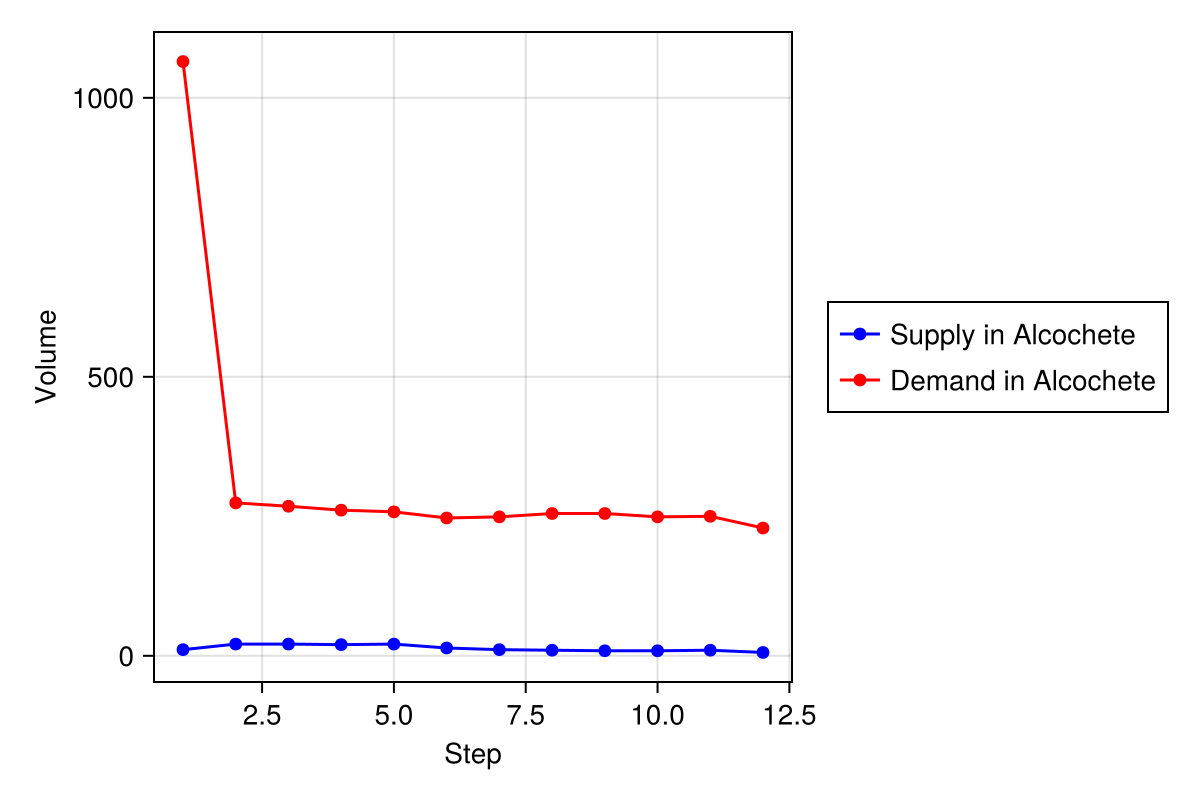 1000
500
0
Volume
2.5 5.0 7.5 10.0 12.5
Step
Supply in Alcochete
Demand in Alcochete